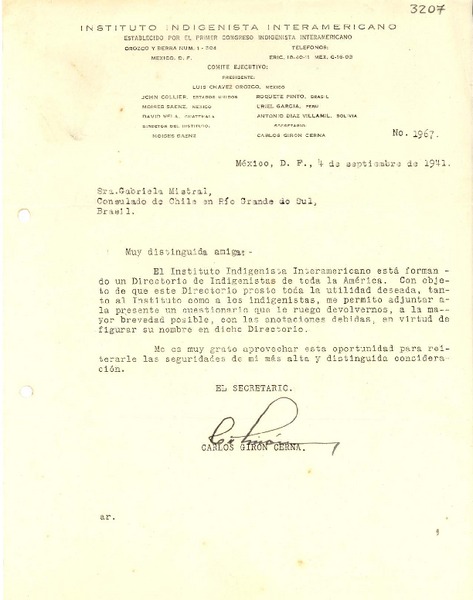 3207
INSTITUTO INDIGENISTA INTERAMERICANO
ESTABLECIDO POR EL PRIMER CONGRESO INDIGENISTA INTERAMERICANO
OROZCO Y BERRA NUM. 1 - 304 TELEFONOS:
MEXICO, D. F. ERIC. 18-40-11 MEX.
COMITE EJECUTIVO:
PRESIDENTE:
LUIS CHAVEZ OROZCO, MEXICO
JOHN COLLIER, ESTADOS UNIDOS ROQUETE PINTO, BRASIL
MOISES SAENZ, MEXICO URIEL GARCIA, PERU
DAVID VELA, GUATEMALA ANTONIO DIAZ VILLAMIL, BOLIVIA
DIRECTOR DEL INSTITUTO: SECRETARIO
MOISES SAENZ CARLOS GIRON CERNA
No. 1967.
México, D. F., 4 de septiembre de 1941.
Sra. Gabriela Mistral,
Consulado de Chile en Río Grande do Sul,
Brasil.
Muy distinguida amiga:-
El Instituto Indigenista Interamericano está forman
do un Directorio de Indigenistas de toda la América. Con obje-
to de que este Directorio preste toda la utilidad deseada, tan-
to al Instituto como a los indigenistas, me permito adjuntar a-
la presente un cuestionario que le ruego devolvernos, a la ma--
yor brevedad posible, con las anotaciones debidas, en virtud de
figurar su nombre en dicho Directorio.
Me es muy grato aprovechar esta oportunidad para rei-
terarle las seguridades de mi más alta y distinguida considera-
ción.
EL SECRETARIO.
CARLOS GIRON CERNA.
ar.